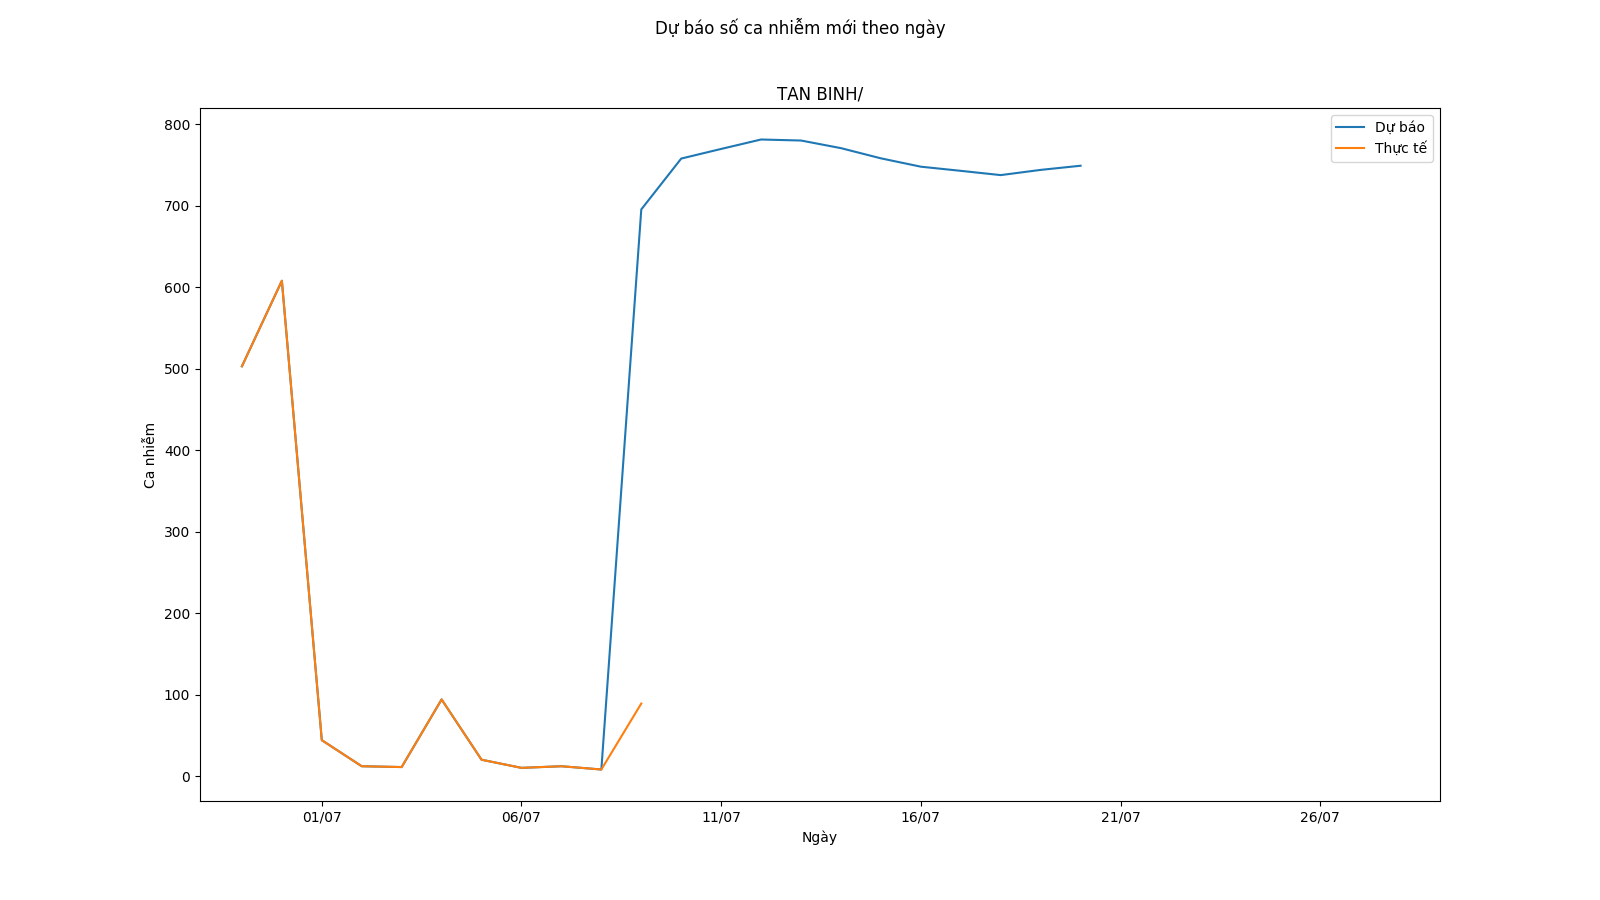 Dự báo số ca nhiễm mới theo ngày
TAN BINH/
Dự báo
Thực tế
800
700
600
500
400
300
200
100
0
Ca nhiễm
01/07
06/07
11/07
16/07
21/07
26/07
Ngày